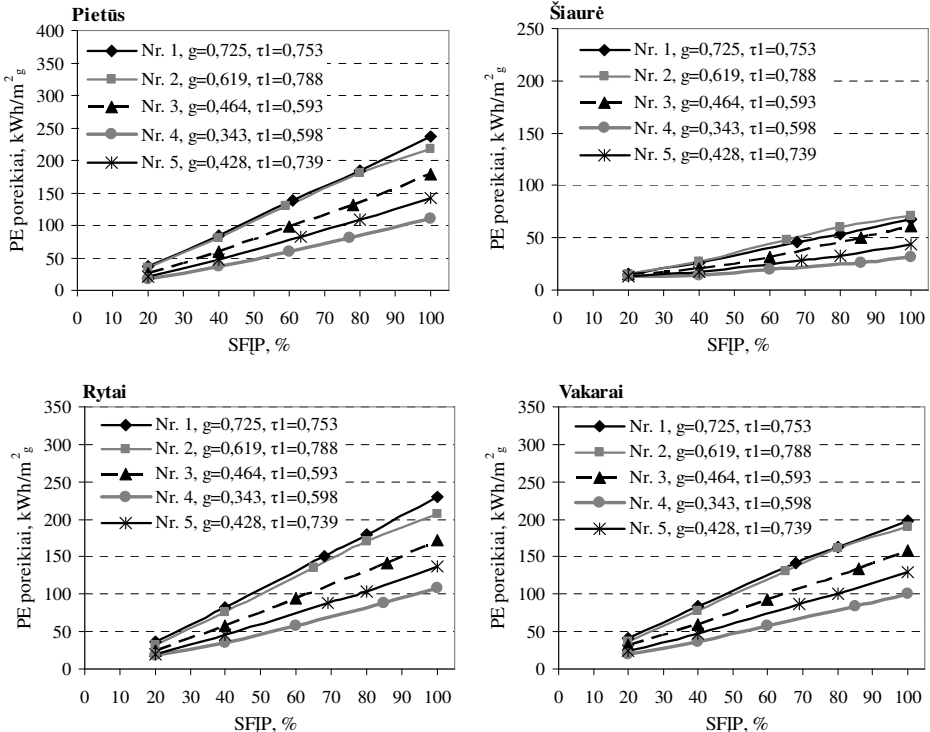 Pietūs
PE poreikiai, kWh/m²g
400
350
300
250
200
150
100
50
0
Nr. 1, g=0,725, τ1=0,753
Nr. 2, g=0,619, τ1=0,788
Nr. 3, g=0,464, τ1=0,593
Nr. 4, g=0,343, τ1=0,598
Nr. 5, g=0,428, τ1=0,739
0 10 20 30 40 50 60 70 80 90 100
SFĮP, %
Šiaurė
PE poreikiai, kWh/m²g
250
200
150
100
50
0
Nr. 1, g=0,725, τ1=0,753
Nr. 2, g=0,619, τ1=0,788
Nr. 3, g=0,464, τ1=0,593
Nr. 4, g=0,343, τ1=0,598
Nr. 5, g=0,428, τ1=0,739
0 10 20 30 40 50 60 70 80 90 100
SFĮP, %
Rytai
PE poreikiai, kWh/m²g
350
300
250
200
150
100
50
0
Nr. 1, g=0,725, τ1=0,753
Nr. 2, g=0,619, τ1=0,788
Nr. 3, g=0,464, τ1=0,593
Nr. 4, g=0,343, τ1=0,598
Nr. 5, g=0,428, τ1=0,739
0 10 20 30 40 50 60 70 80 90 100
SFĮP, %
Vakarai
PE poreikiai, kWh/m²g
350
300
250
200
150
100
50
0
Nr. 1, g=0,725, τ1=0,753
Nr. 2, g=0,619, τ1=0,788
Nr. 3, g=0,464, τ1=0,593
Nr. 4, g=0,343, τ1=0,598
Nr. 5, g=0,428, τ1=0,739
0 10 20 30 40 50 60 70 80 90 100
SFĮP, %